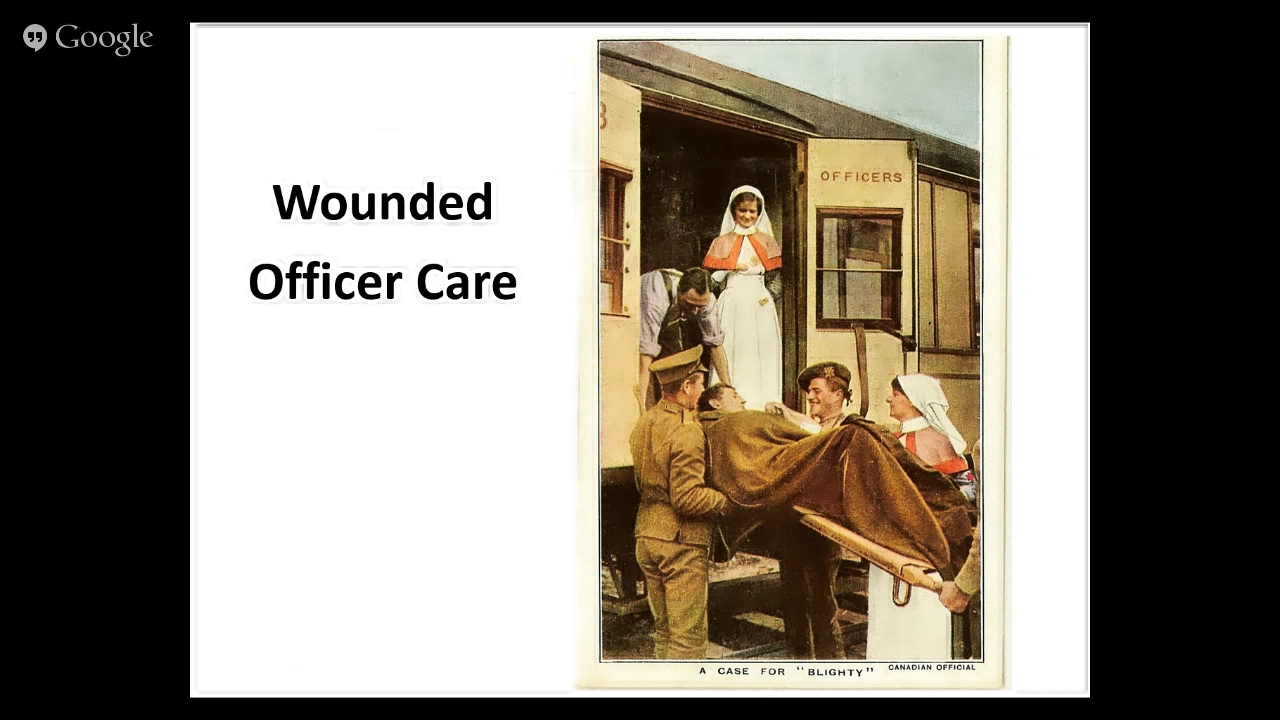 Google
Wounded
Officer Care
OFFICERS
A CASE FOR "BLIGHTY"
CANADIAN OFFICIAL